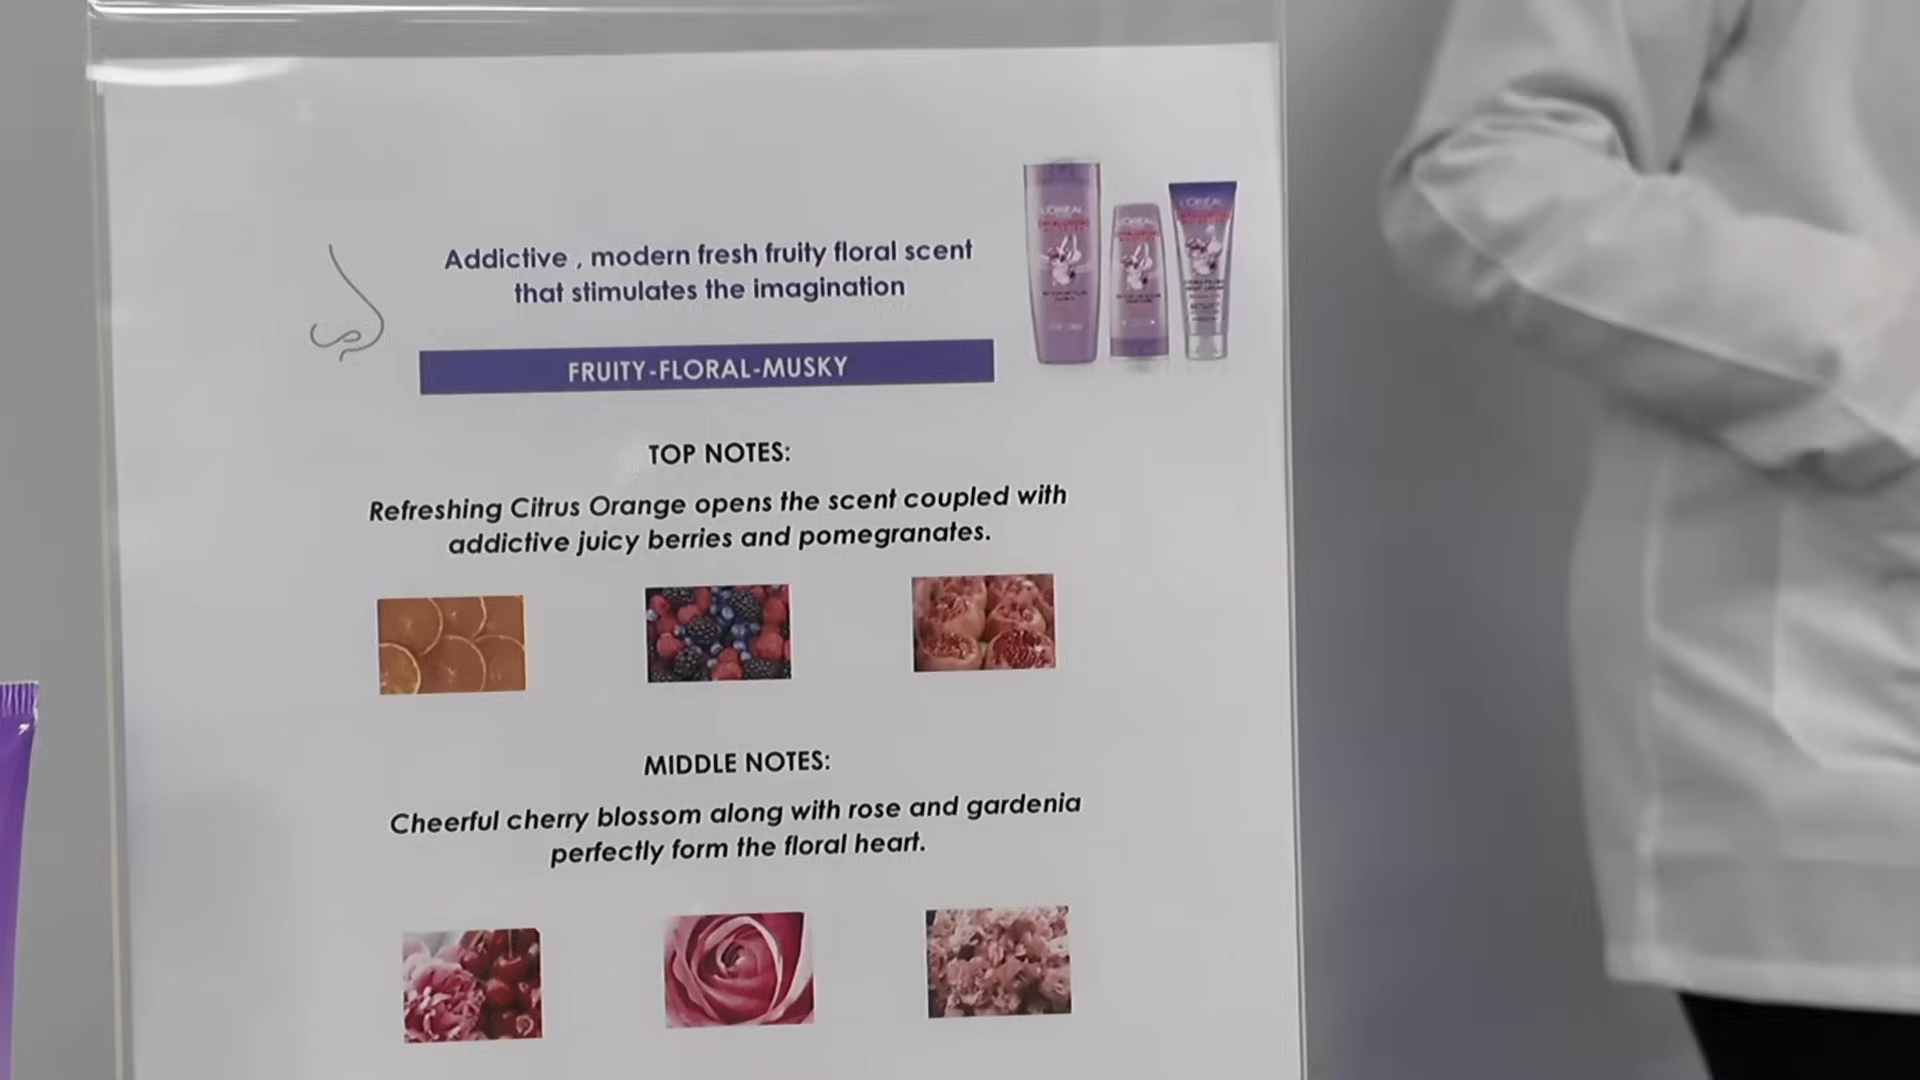 Addictive , modern fresh fruity floral scent
that stimulates the imagination
L'ORÉAL
L'ORÉAL
L'ORÉAL
FRUITY-FLORAL-MUSKY
TOP NOTES:
Refreshing Citrus Orange opens the scent coupled with
addictive juicy berries and pomegranates.
MIDDLE NOTES:
Cheerful cherry blossom along with rose and gardenia
perfectly form the floral heart.